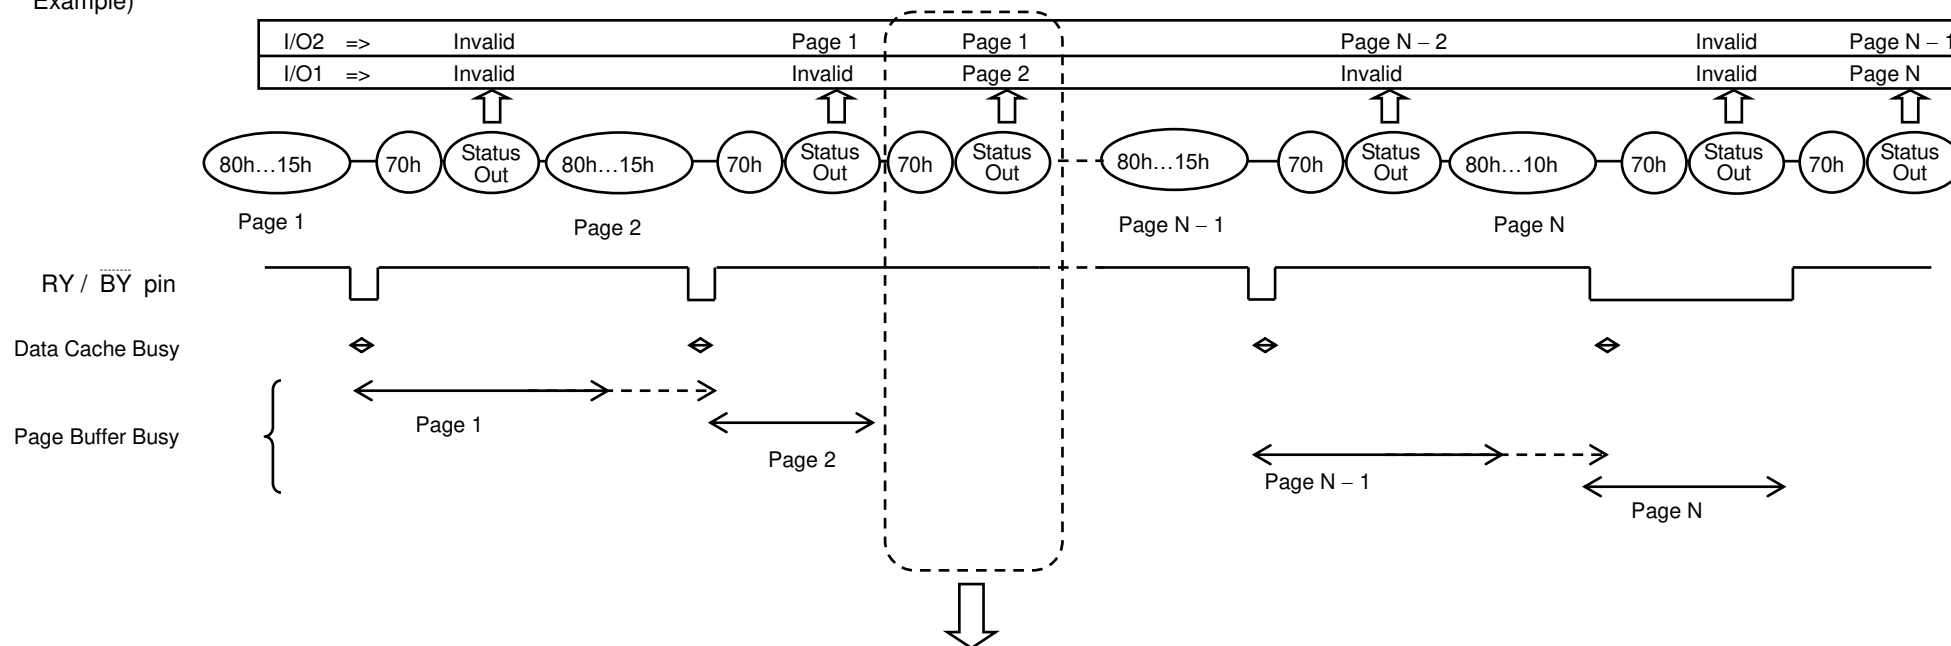 Example)
I/O2 => Invalid Page 1 Page 1 Page N − 2 Invalid Page N − 1
I/O1 => Invalid Invalid Page 2 Invalid Invalid Page N
80h…15h 70h Status Out 80h…15h 70h Status Out 70h Status Out 80h…15h 70h Status Out 80h…10h 70h Status Out 70h Status Out
Page 1 Page 2 Page N − 1 Page N
RY / BY pin
Data Cache Busy
Page 1
Page Buffer Busy
Page 2
Page N − 1
Page N